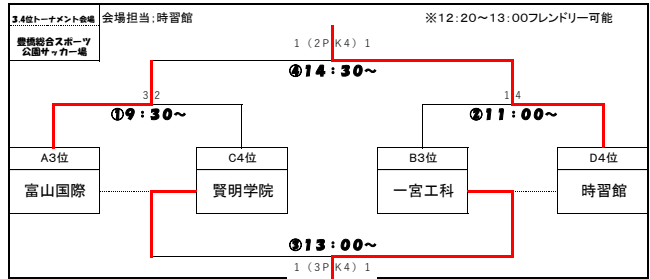 3.4位トーナメント会場 会場担当;時習館 ※12:20～13:00フレンドリー可能
豊橋総合スポーツ
公園サッカー場
1 (2PK4) 1
④14：30～
3 2 1 4
①9：30～ ②11：00～
A3位 C4位 B3位 D4位
富山国際 賢明学院 一宮工科 時習館
③13：00～
1 (3PK4) 1